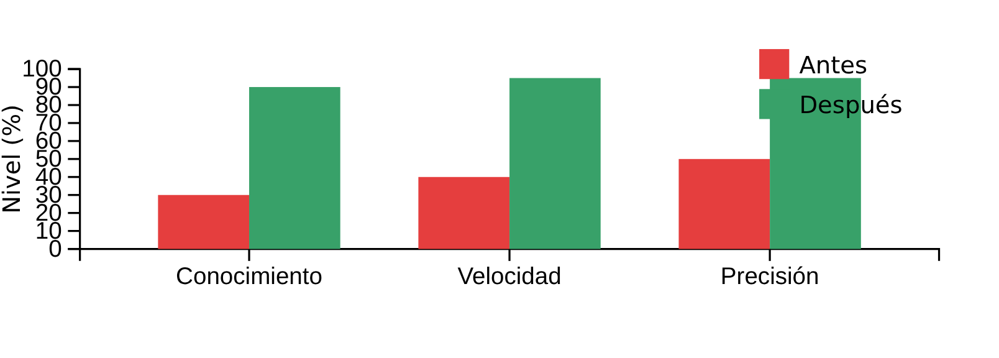 Antes
Después
100
90
80
70
60
50
40
30
20
10
0
Nivel (%)
Conocimiento
Velocidad
Precisión